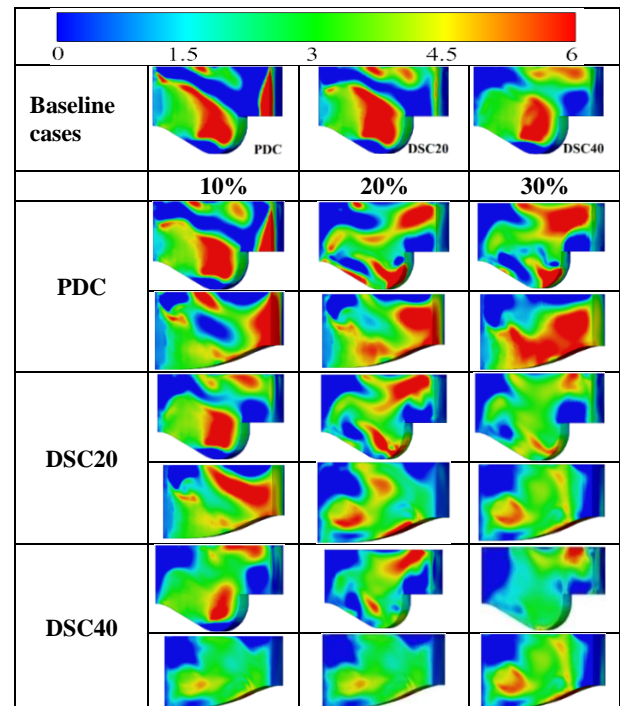 0 1.5 3 4.5 6
Baseline
cases
PDC
DSC20
DSC40
10% 20% 30%
PDC
DSC20
DSC40